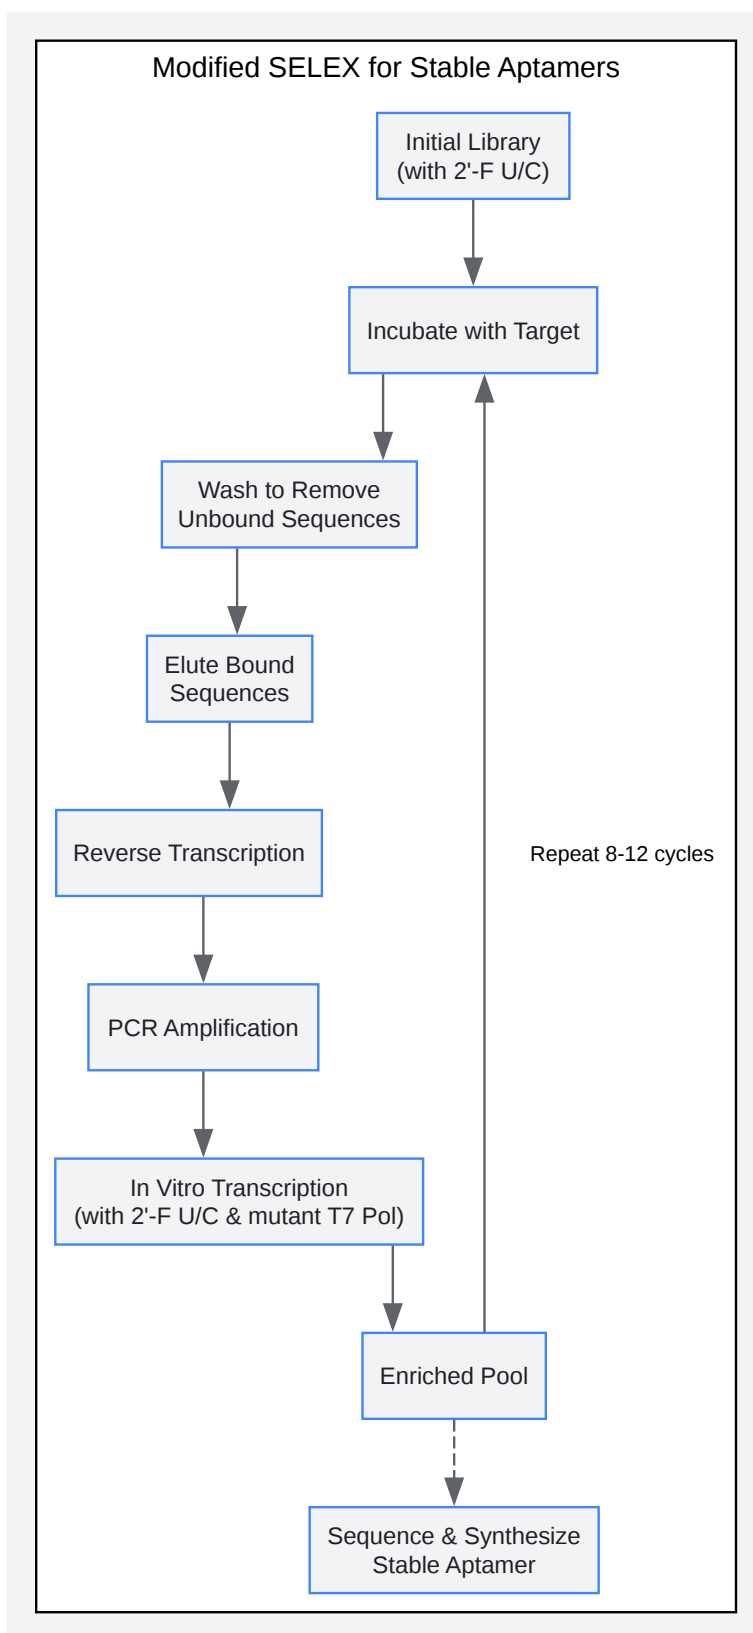 Modified SELEX for Stable Aptamers
Initial Library
(with 2'-F U/C)
Incubate with Target
Wash to Remove
Unbound Sequences
Elute Bound
Sequences
Reverse Transcription
Repeat 8-12 cycles
PCR Amplification
In Vitro Transcription
(with 2'-F U/C & mutant T7 Pol)
Enriched Pool
Sequence & Synthesize
Stable Aptamer